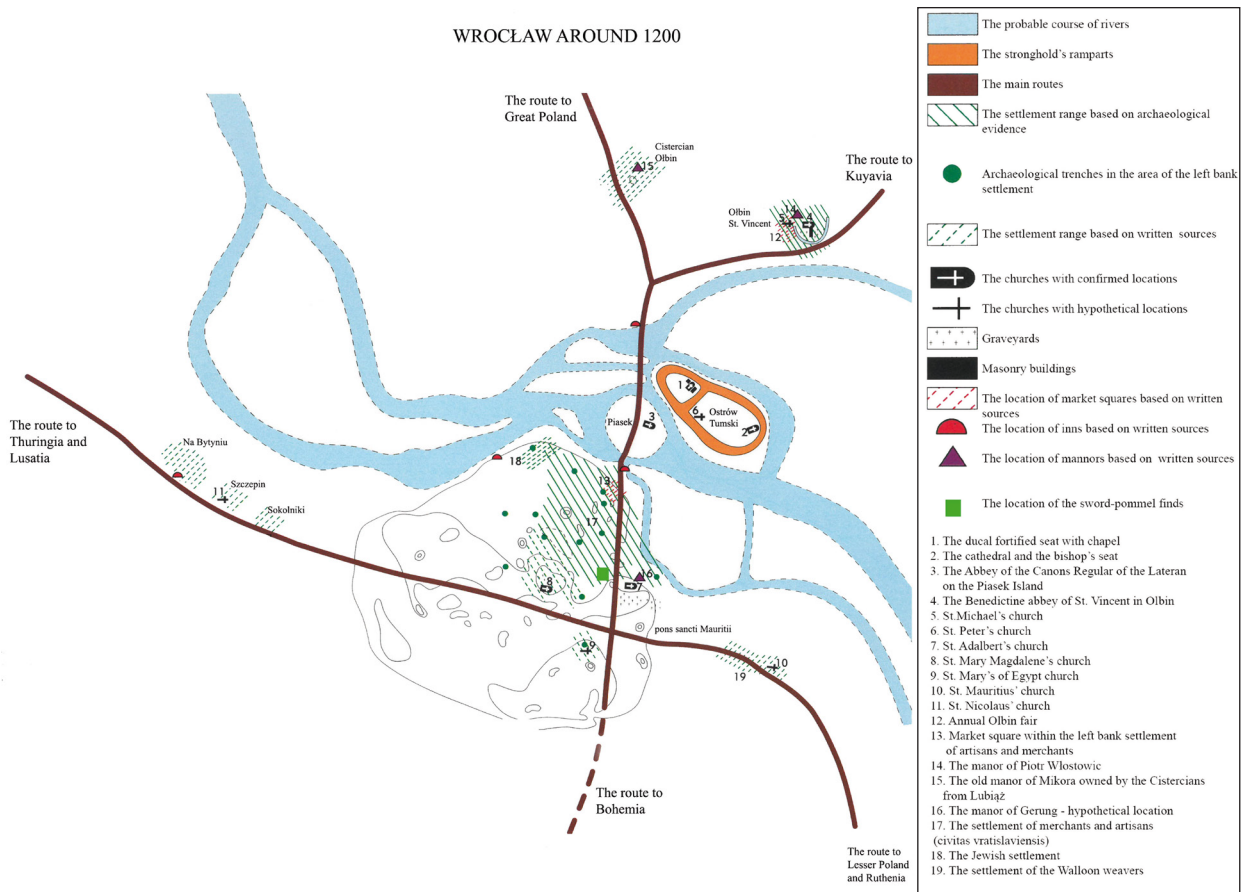 WROCŁAW AROUND 1200
The route to
Great Poland
Cistercian
Ołbin
15
The route to
Kuyavia
Ołbin
St. Vincent
14
5
4
12
1
6
Ostrów
Tumski
2
Piasek
3
The route to
Thuringia and
Lusatia
Na Bytyniu
11
Szczepin
Sokolniki
18
13
17
8
16
7
pons sancti Mauritii
9
10
19
The route to
Bohemia
The route to
Lesser Poland
and Ruthenia
The probable course of rivers
The stronghold's ramparts
The main routes
The settlement range based on archaeological
evidence
Archaeological trenches in the area of the left bank
settlement
The settlement range based on written sources
The churches with confirmed locations
The churches with hypothetical locations
Graveyards
Masonry buildings
The location of market squares based on written
sources
The location of inns based on written sources
The location of mannors based on written sources
The location of the sword-pommel finds
1. The ducal fortified seat with chapel
2. The cathedral and the bishop's seat
3. The Abbey of the Canons Regular of the Lateran
on the Piasek Island
4. The Benedictine abbey of St. Vincent in Olbin
5. St.Michael's church
6. St. Peter's church
7. St. Adalbert's church
8. St. Mary Magdalene's church
9. St. Mary's of Egypt church
10. St. Mauritius' church
11. St. Nicolaus' church
12. Annual Olbin fair
13. Market square within the left bank settlement
of artisans and merchants
14. The manor of Piotr Włostowic
15. The old manor of Mikora owned by the Cistercians
from Lubiąż
16. The manor of Gerung - hypothetical location
17. The settlement of merchants and artisans
(civitas vratislaviensis)
18. The Jewish settlement
19. The settlement of the Walloon weavers